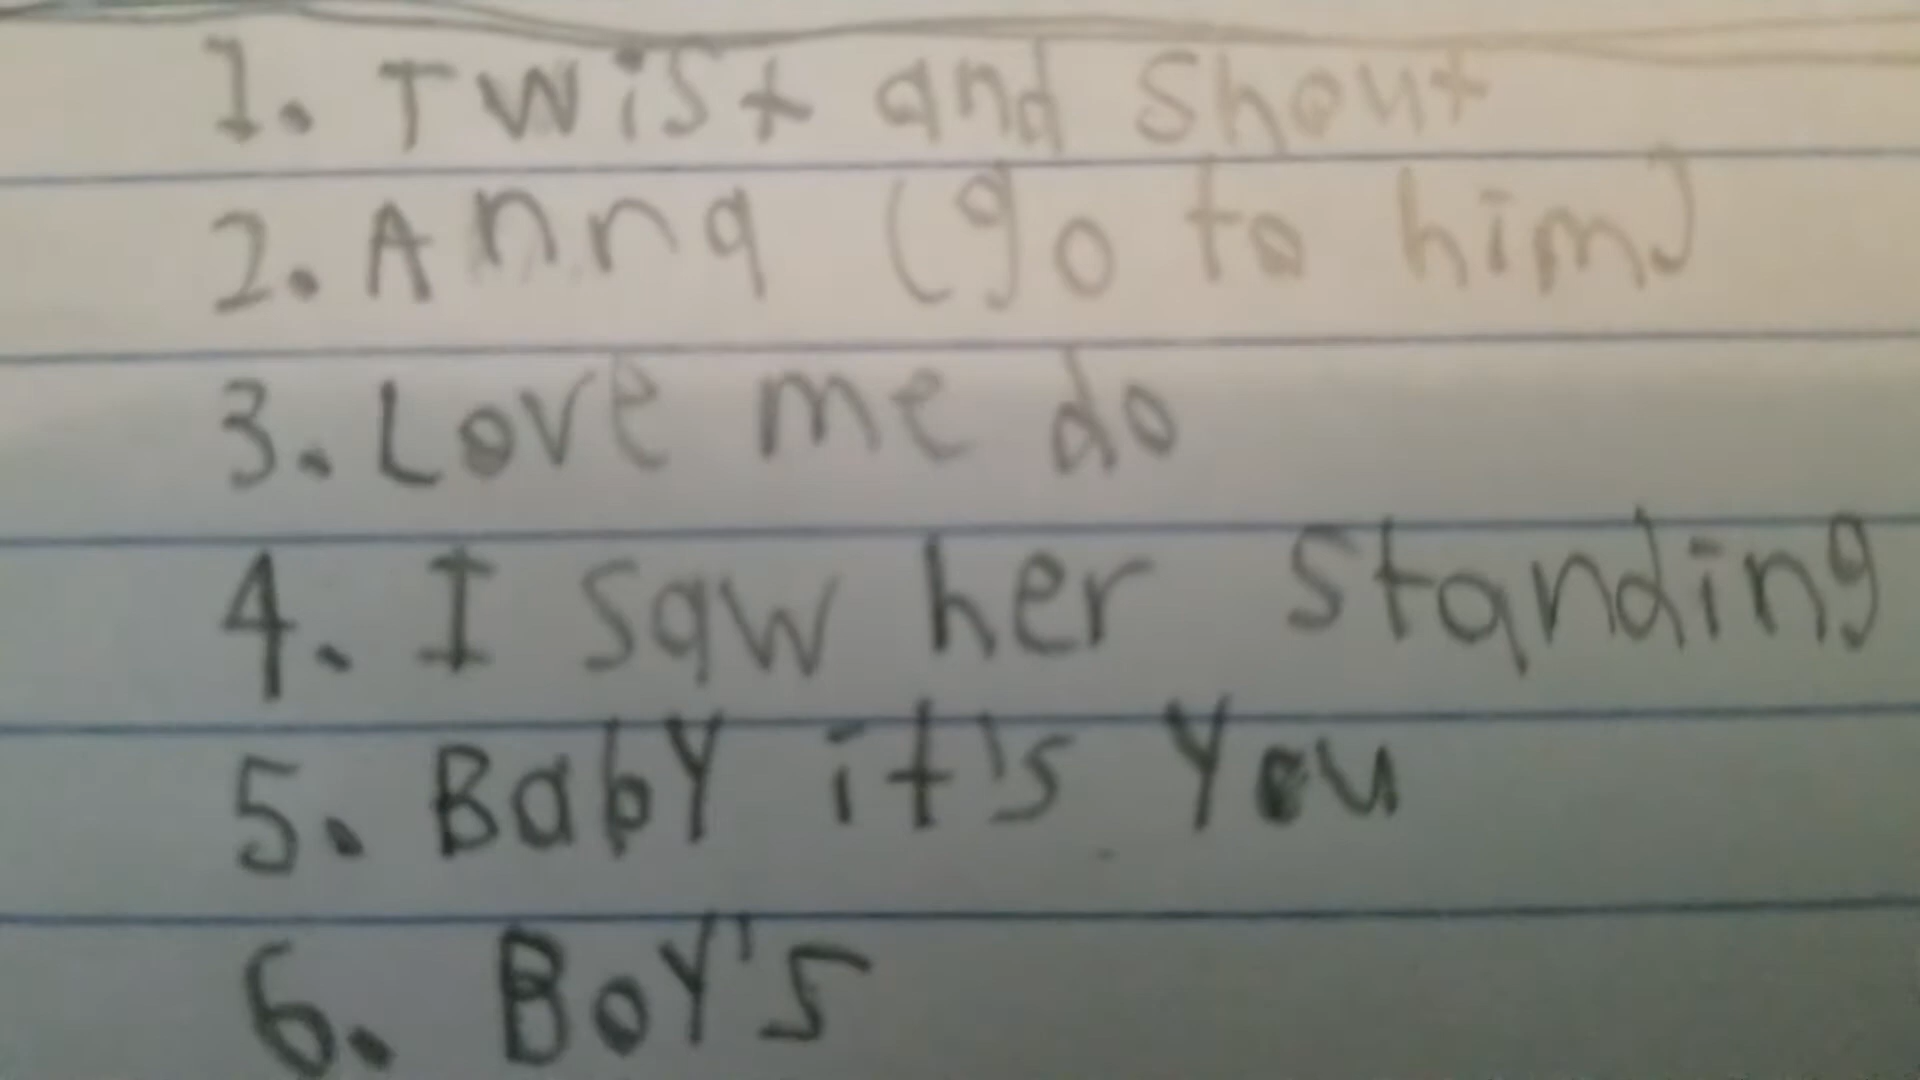 1. Twist and Shout
2. Anna (go to him)
3. Love me do
4. I saw her standing
5. Baby it's you
6. Boy's